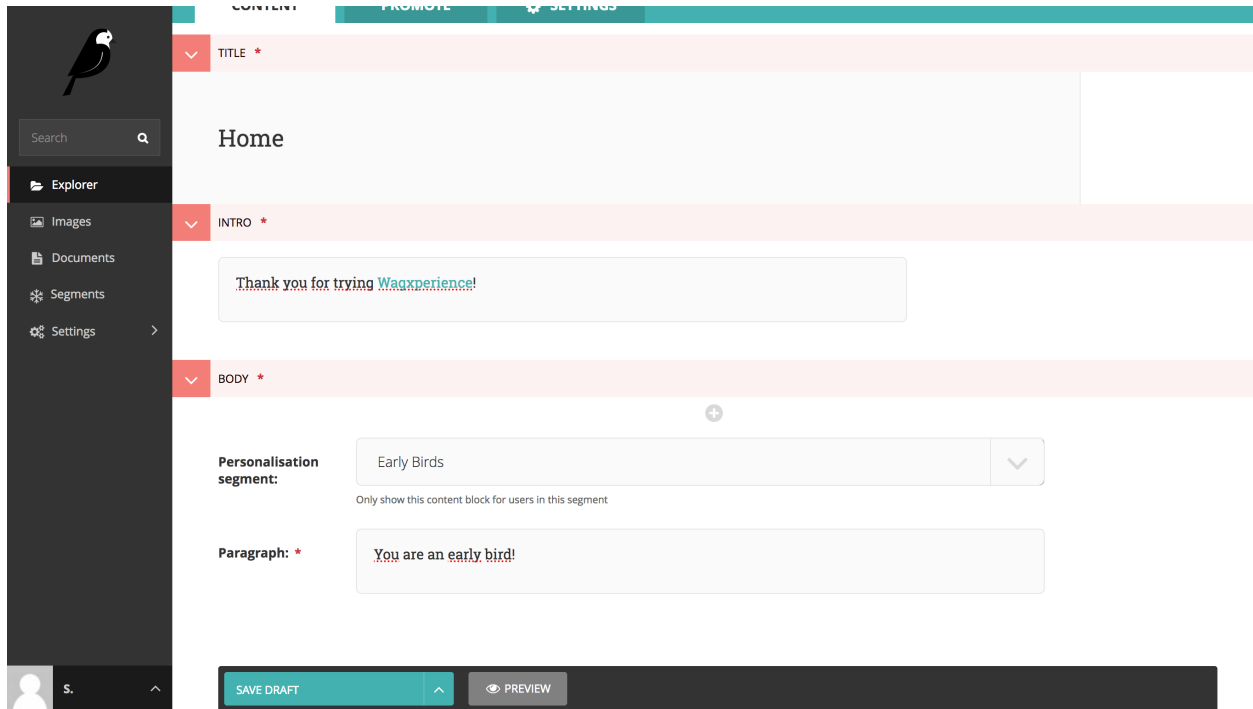 CONTENT
PROMOTE
SETTINGS
TITLE *
Search
Home
Explorer
Images
INTRO *
Documents
Thank you for trying Wagxperience!
Segments
Settings
BODY *
Personalisation segment:
Early Birds
Only show this content block for users in this segment
Paragraph: *
You are an early bird!
S.
SAVE DRAFT
PREVIEW